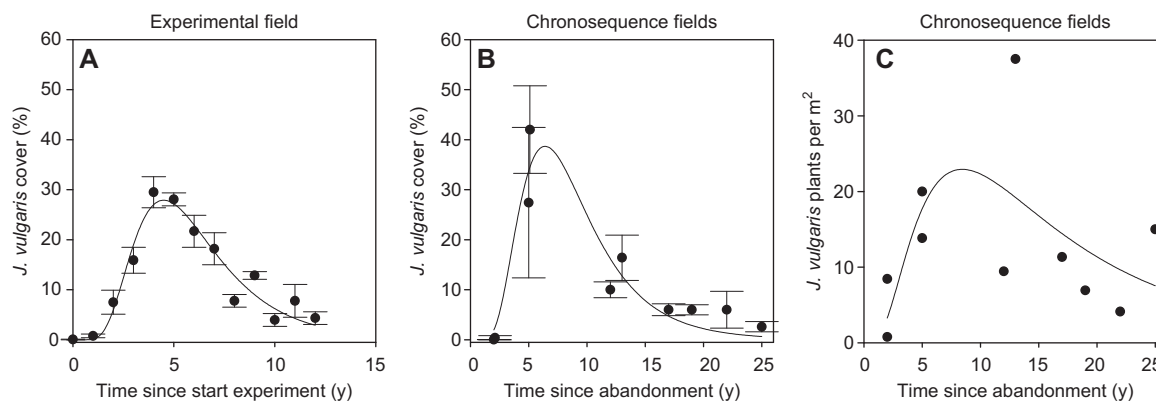 Experimental field
A
60
50
40
30
20
10
0
J. vulgaris cover (%)
0
5
10
15
Time since start experiment (y)
Chronosequence fields
B
60
50
40
30
20
10
0
J. vulgaris cover (%)
0
5
10
15
20
25
Time since abandonment (y)
Chronosequence fields
C
40
30
20
10
0
J. vulgaris plants per m²
0
5
10
15
20
25
Time since abandonment (y)